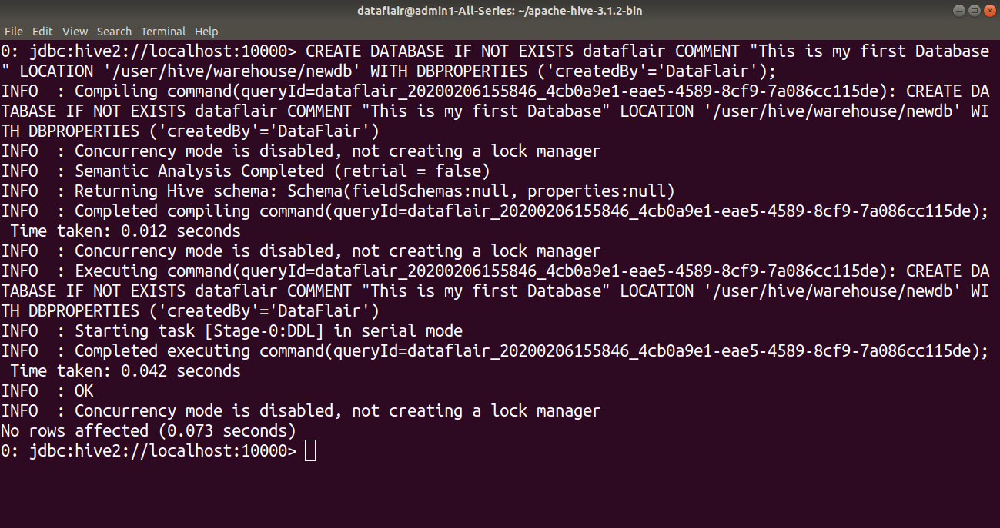 dataflair@admin1-All-Series: ~/apache-hive-3.1.2-bin
File Edit View Search Terminal Help
0: jdbc:hive2://localhost:10000> CREATE DATABASE IF NOT EXISTS dataflair COMMENT "This is my first Database
" LOCATION '/user/hive/warehouse/newdb' WITH DBPROPERTIES ('createdBy'='DataFlair');
INFO  : Compiling command(queryId=dataflair_20200206155846_4cb0a9e1-eae5-4589-8cf9-7a086cc115de): CREATE DA
TABASE IF NOT EXISTS dataflair COMMENT "This is my first Database" LOCATION '/user/hive/warehouse/newdb' WI
TH DBPROPERTIES ('createdBy'='DataFlair')
INFO  : Concurrency mode is disabled, not creating a lock manager
INFO  : Semantic Analysis Completed (retrial = false)
INFO  : Returning Hive schema: Schema(fieldSchemas:null, properties:null)
INFO  : Completed compiling command(queryId=dataflair_20200206155846_4cb0a9e1-eae5-4589-8cf9-7a086cc115de);
 Time taken: 0.012 seconds
INFO  : Concurrency mode is disabled, not creating a lock manager
INFO  : Executing command(queryId=dataflair_20200206155846_4cb0a9e1-eae5-4589-8cf9-7a086cc115de): CREATE DA
TABASE IF NOT EXISTS dataflair COMMENT "This is my first Database" LOCATION '/user/hive/warehouse/newdb' WI
TH DBPROPERTIES ('createdBy'='DataFlair')
INFO  : Starting task [Stage-0:DDL] in serial mode
INFO  : Completed executing command(queryId=dataflair_20200206155846_4cb0a9e1-eae5-4589-8cf9-7a086cc115de);
 Time taken: 0.042 seconds
INFO  : OK
INFO  : Concurrency mode is disabled, not creating a lock manager
No rows affected (0.073 seconds)
0: jdbc:hive2://localhost:10000>